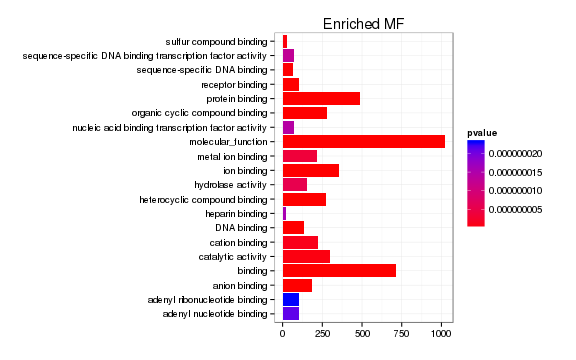 Enriched MF
sulfur compound binding
sequence-specific DNA binding transcription factor activity
sequence-specific DNA binding
receptor binding
protein binding
organic cyclic compound binding
nucleic acid binding transcription factor activity
molecular_function
metal ion binding
ion binding
hydrolase activity
heterocyclic compound binding
heparin binding
DNA binding
cation binding
catalytic activity
binding
anion binding
adenyl ribonucleotide binding
adenyl nucleotide binding
0 250 500 750 1000
pvalue
0.000000020
0.000000015
0.000000010
0.000000005